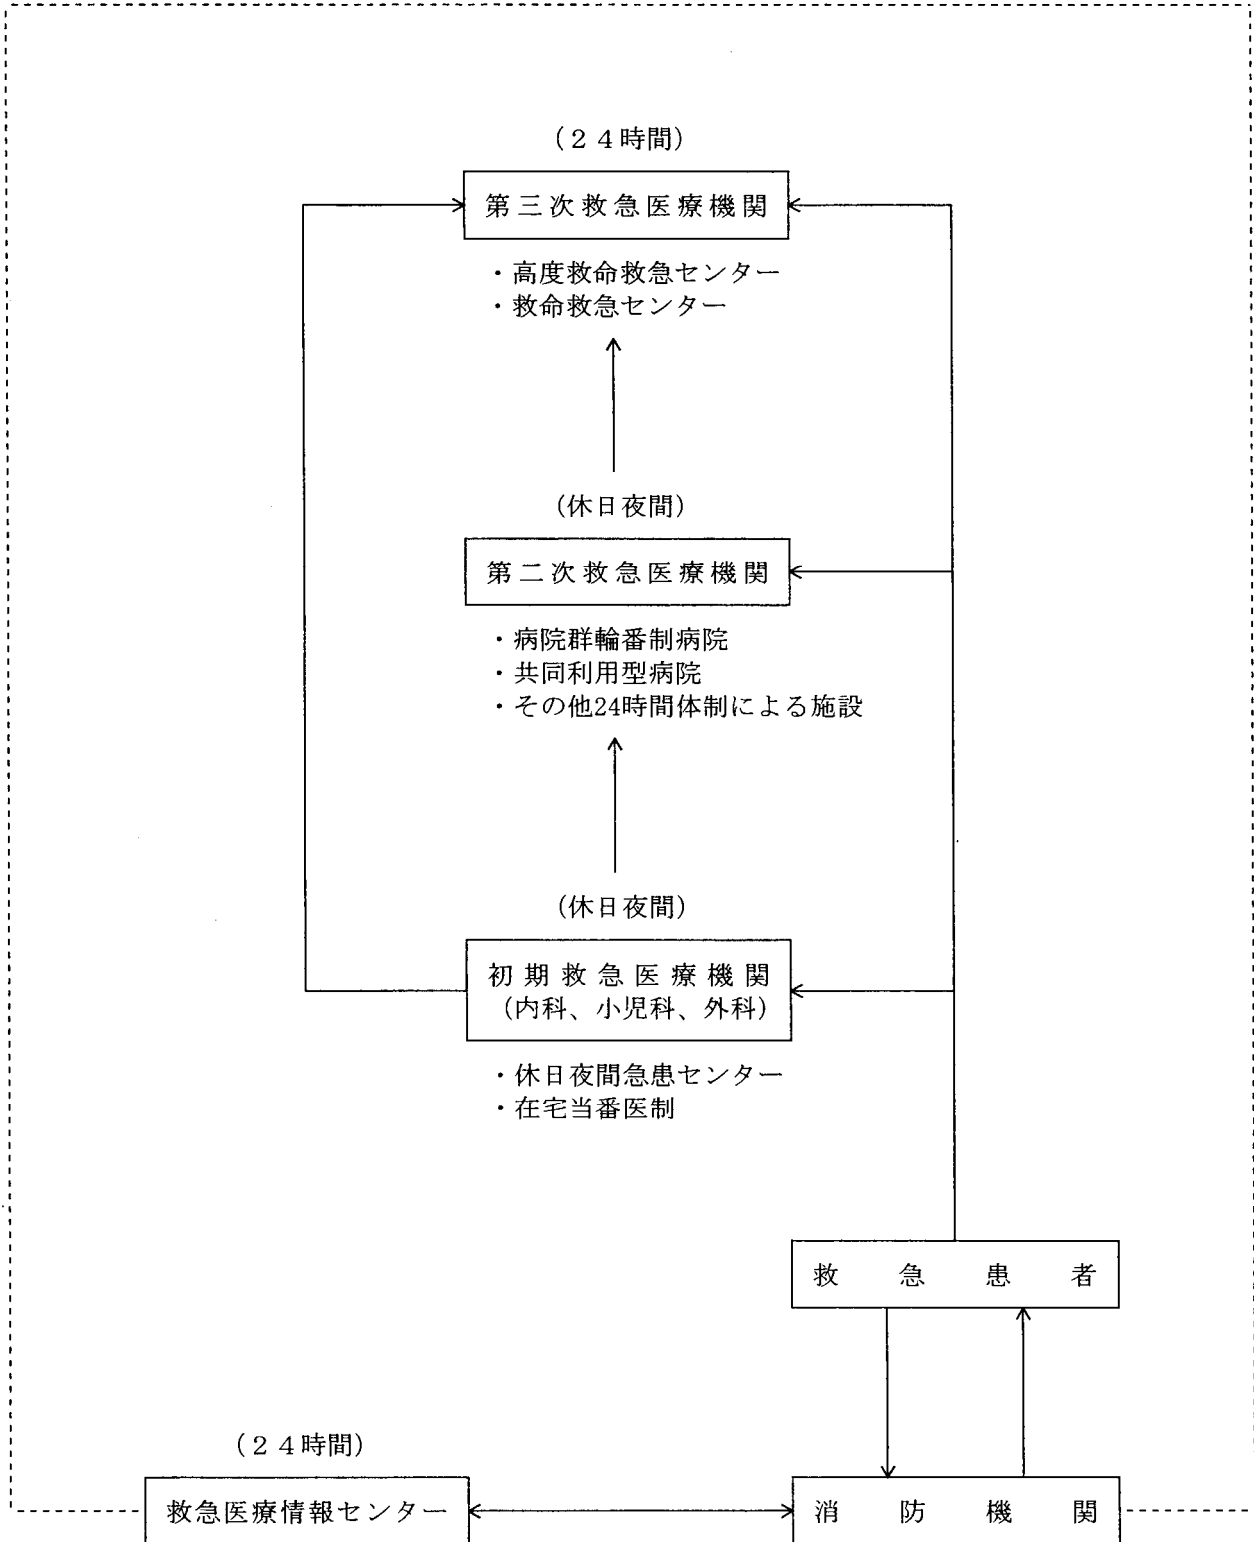 (24時間)
第三次救急医療機関
・高度救命救急センター
・救命救急センター
(休日夜間)
第二次救急医療機関
・病院群輪番制病院
・共同利用型病院
・その他24時間体制による施設
(休日夜間)
初期救急医療機関
(内科、小児科、外科)
・休日夜間急患センター
・在宅当番医制
救急患者
(24時間)
救急医療情報センター
消防機関